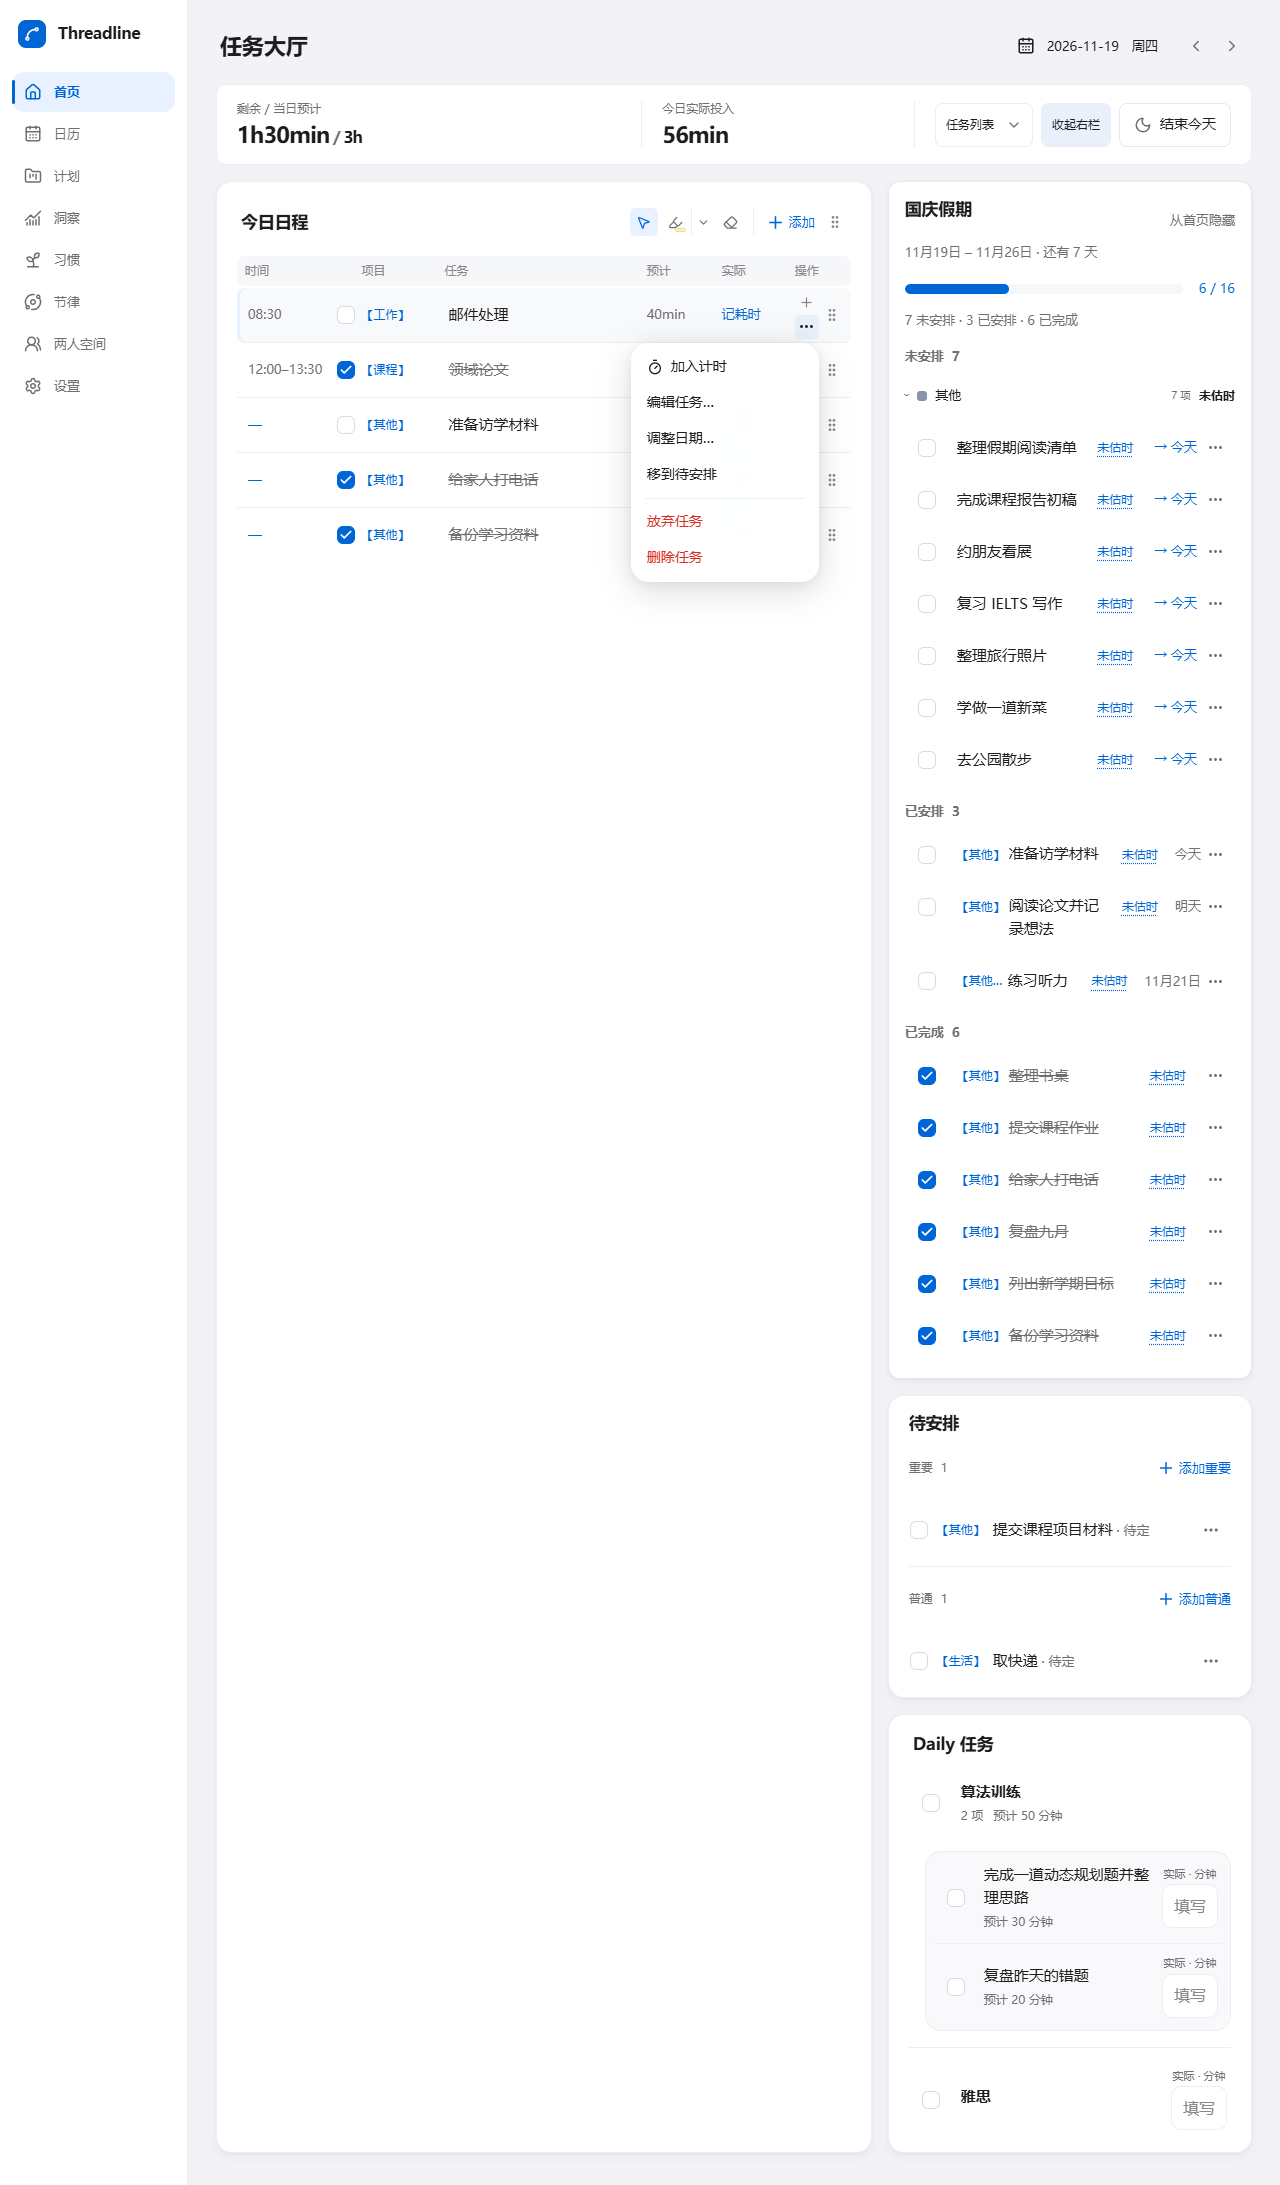 Threadline
首页
日历
计划
洞察
习惯
节律
两人空间
设置
任务大厅
2026-11-19 周四
剩余 / 当日预计
1h30min / 3h
今日实际投入
56min
任务列表
收起右栏
结束今天
今日日程
添加
时间 项目 任务 预计 实际 操作
08:30 【工作】 邮件处理 40min 记耗时
12:00–13:30 【课程】 领域论文
— 【其他】 准备访学材料
— 【其他】 给家人打电话
— 【其他】 备份学习资料
加入计时
编辑任务...
调整日期...
移到待安排
放弃任务
删除任务
国庆假期
从首页隐藏
11月19日 – 11月26日 · 还有 7 天
6 / 16
7 未安排 · 3 已安排 · 6 已完成
未安排 7
其他 7 项 未估时
整理假期阅读清单 未估时 → 今天
完成课程报告初稿 未估时 → 今天
约朋友看展 未估时 → 今天
复习 IELTS 写作 未估时 → 今天
整理旅行照片 未估时 → 今天
学做一道新菜 未估时 → 今天
去公园散步 未估时 → 今天
已安排 3
【其他】 准备访学材料 未估时 今天
【其他】 阅读论文并记 未估时 明天
录想法
【其他... 练习听力 未估时 11月21日
已完成 6
【其他】 整理书桌 未估时
【其他】 提交课程作业 未估时
【其他】 给家人打电话 未估时
【其他】 复盘九月 未估时
【其他】 列出新学期目标 未估时
【其他】 备份学习资料 未估时
待安排
重要 1 添加重要
【其他】 提交课程项目材料 · 待定
普通 1 添加普通
【生活】 取快递 · 待定
Daily 任务
算法训练
2 项 预计 50 分钟
完成一道动态规划题并整
理思路
预计 30 分钟
实际 · 分钟
填写
复盘昨天的错题
预计 20 分钟
实际 · 分钟
填写
雅思
实际 · 分钟
填写